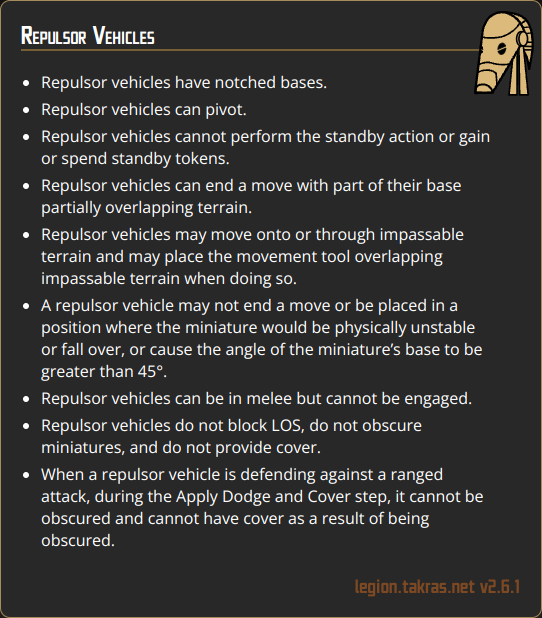 Repulsor Vehicles
• Repulsor vehicles have notched bases.
• Repulsor vehicles can pivot.
• Repulsor vehicles cannot perform the standby action or gain
or spend standby tokens.
• Repulsor vehicles can end a move with part of their base
partially overlapping terrain.
• Repulsor vehicles may move onto or through impassable
terrain and may place the movement tool overlapping
impassable terrain when doing so.
• A repulsor vehicle may not end a move or be placed in a
position where the miniature would be physically unstable
or fall over, or cause the angle of the miniature’s base to be
greater than 45°.
• Repulsor vehicles can be in melee but cannot be engaged.
• Repulsor vehicles do not block LOS, do not obscure
miniatures, and do not provide cover.
• When a repulsor vehicle is defending against a ranged
attack, during the Apply Dodge and Cover step, it cannot be
obscured and cannot have cover as a result of being
obscured.
legion.takras.net v2.6.1